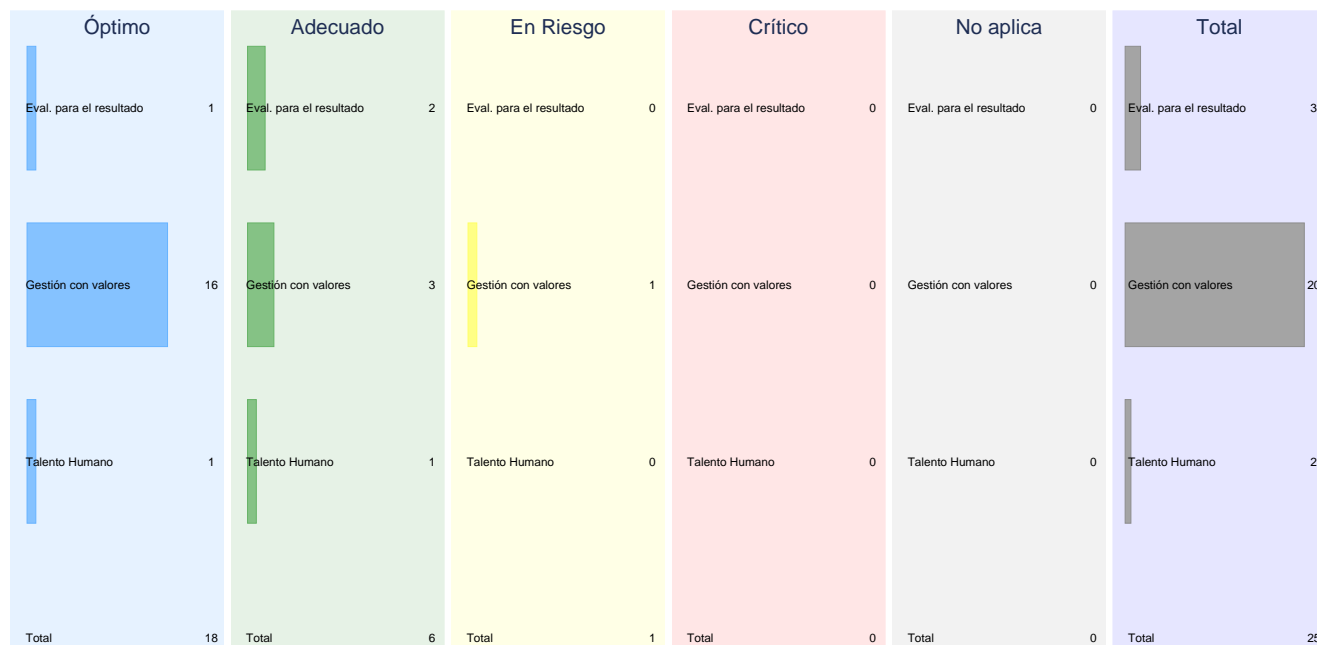 Óptimo Adecuado En Riesgo Crítico No aplica Total
Eval. para el resultado 1 Eval. para el resultado 2 Eval. para el resultado 0 Eval. para el resultado 0 Eval. para el resultado 0 Eval. para el resultado 3
Gestión con valores 16 Gestión con valores 3 Gestión con valores 1 Gestión con valores 0 Gestión con valores 0 Gestión con valores 20
Talento Humano 1 Talento Humano 1 Talento Humano 0 Talento Humano 0 Talento Humano 0 Talento Humano 2
Total 18 Total 6 Total 1 Total 0 Total 0 Total 25